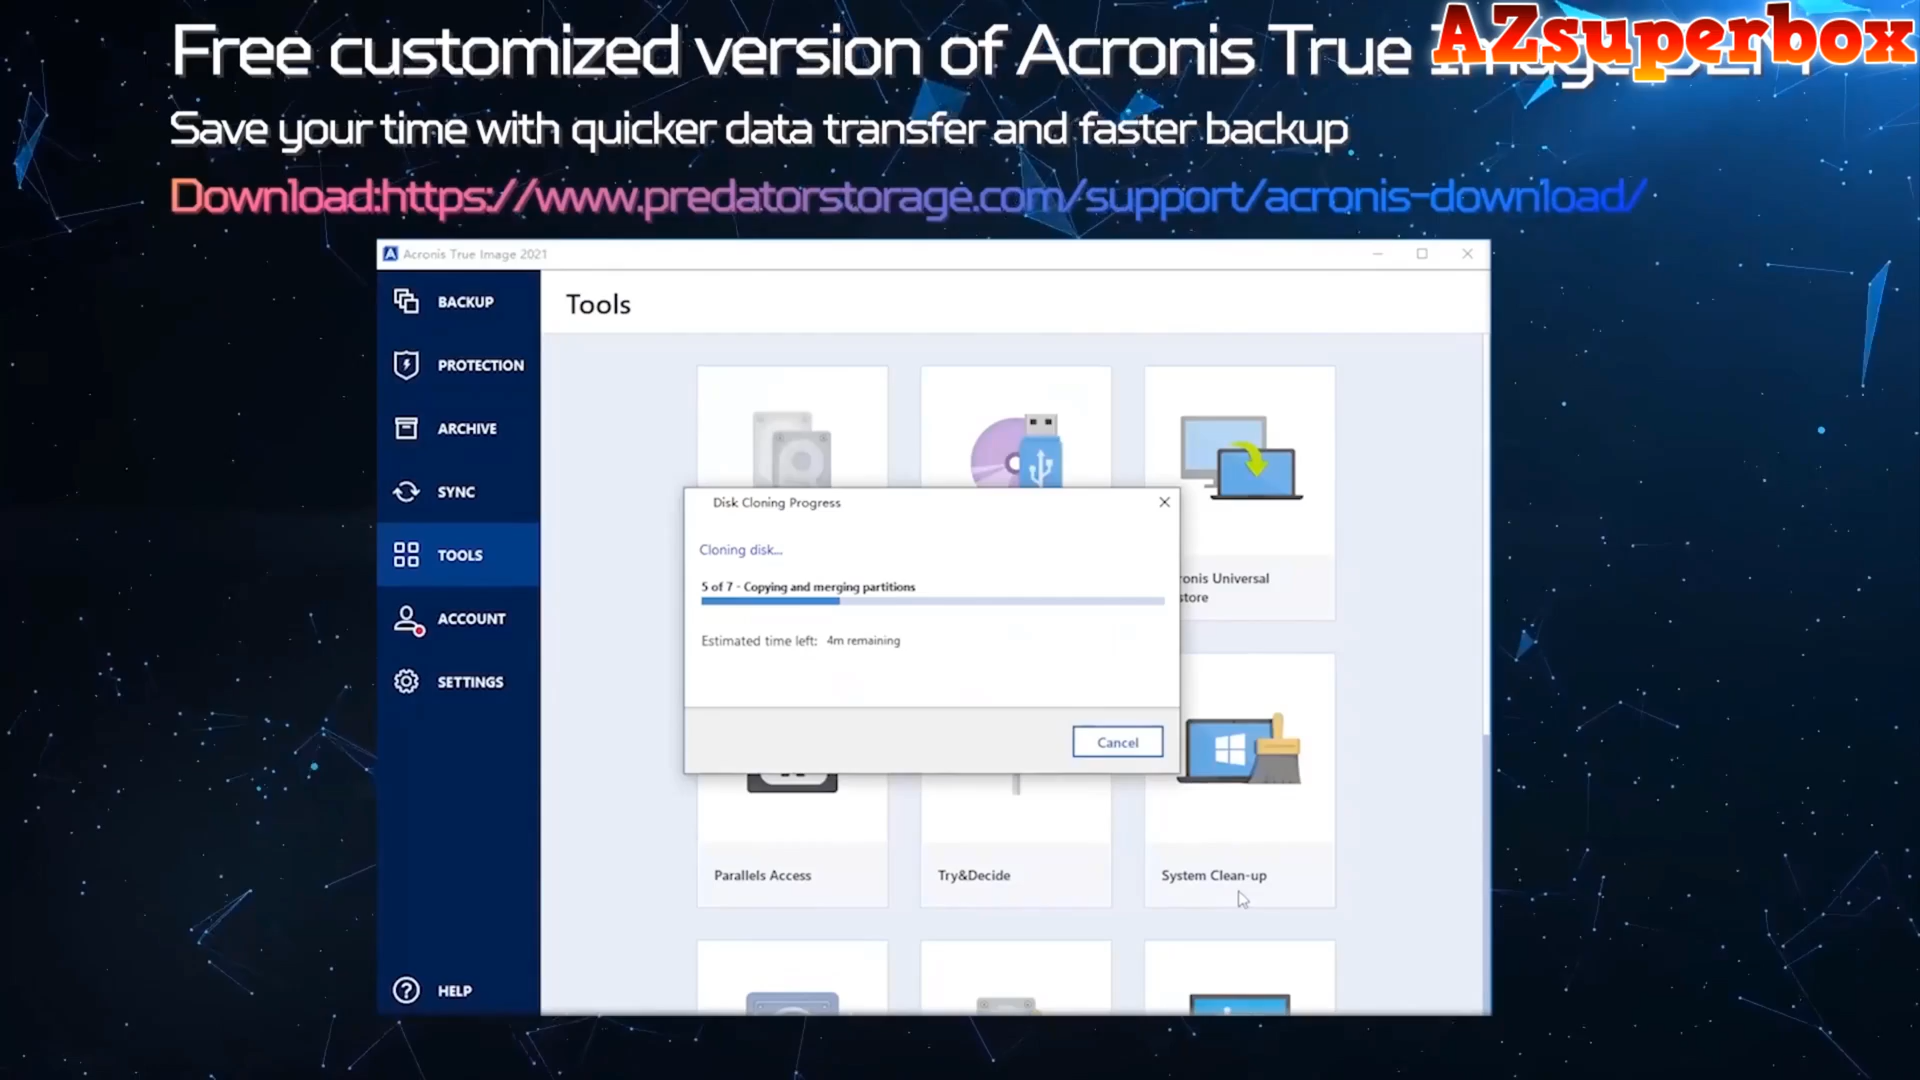 Free customized version of Acronis True
AZsuperbox
Save your time with quicker data transfer and faster backup
Download:https://www.predatorstorage.com/support/acronis-download/
Acronis True Image 2021
BACKUP
PROTECTION
ARCHIVE
SYNC
TOOLS
ACCOUNT
SETTINGS
HELP
Tools
Disk Cloning Progress
Cloning disk...
5 of 7 - Copying and merging partitions
Estimated time left: 4m remaining
Cancel
ronis Universal
store
Parallels Access
Try&Decide
System Clean-up